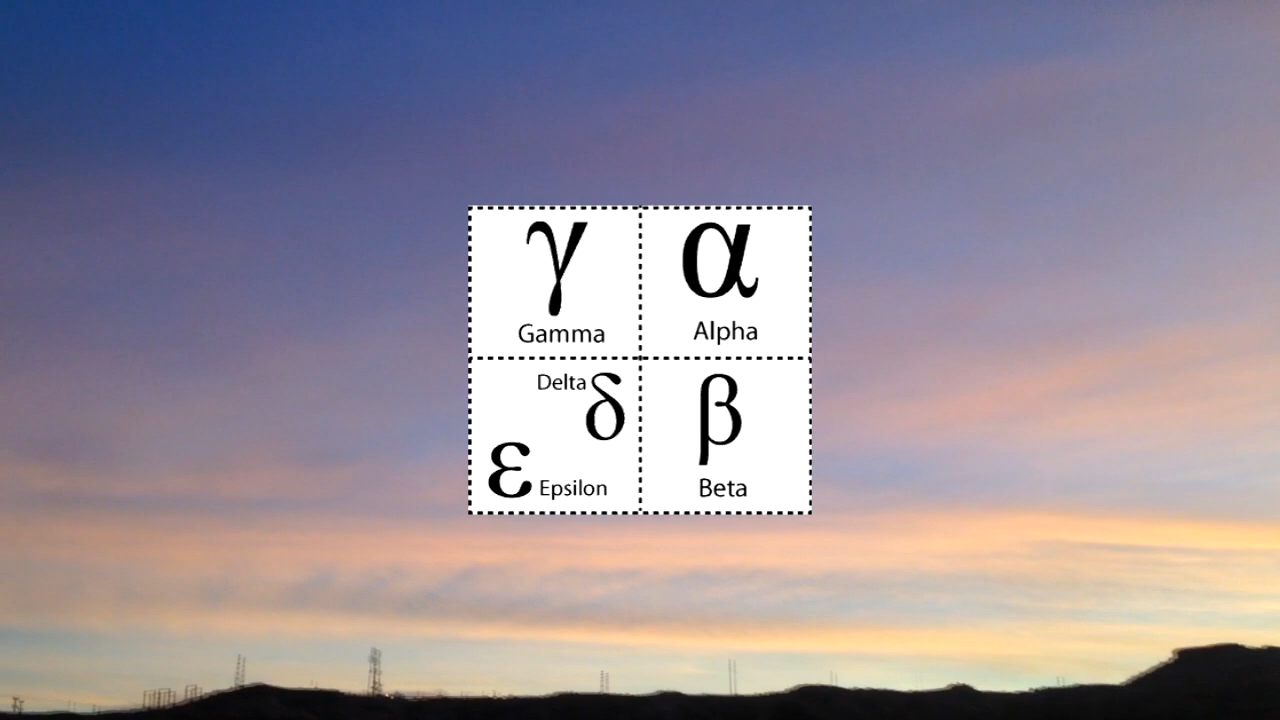 γ
Gamma
α
Alpha
Delta δ
ε Epsilon
β
Beta